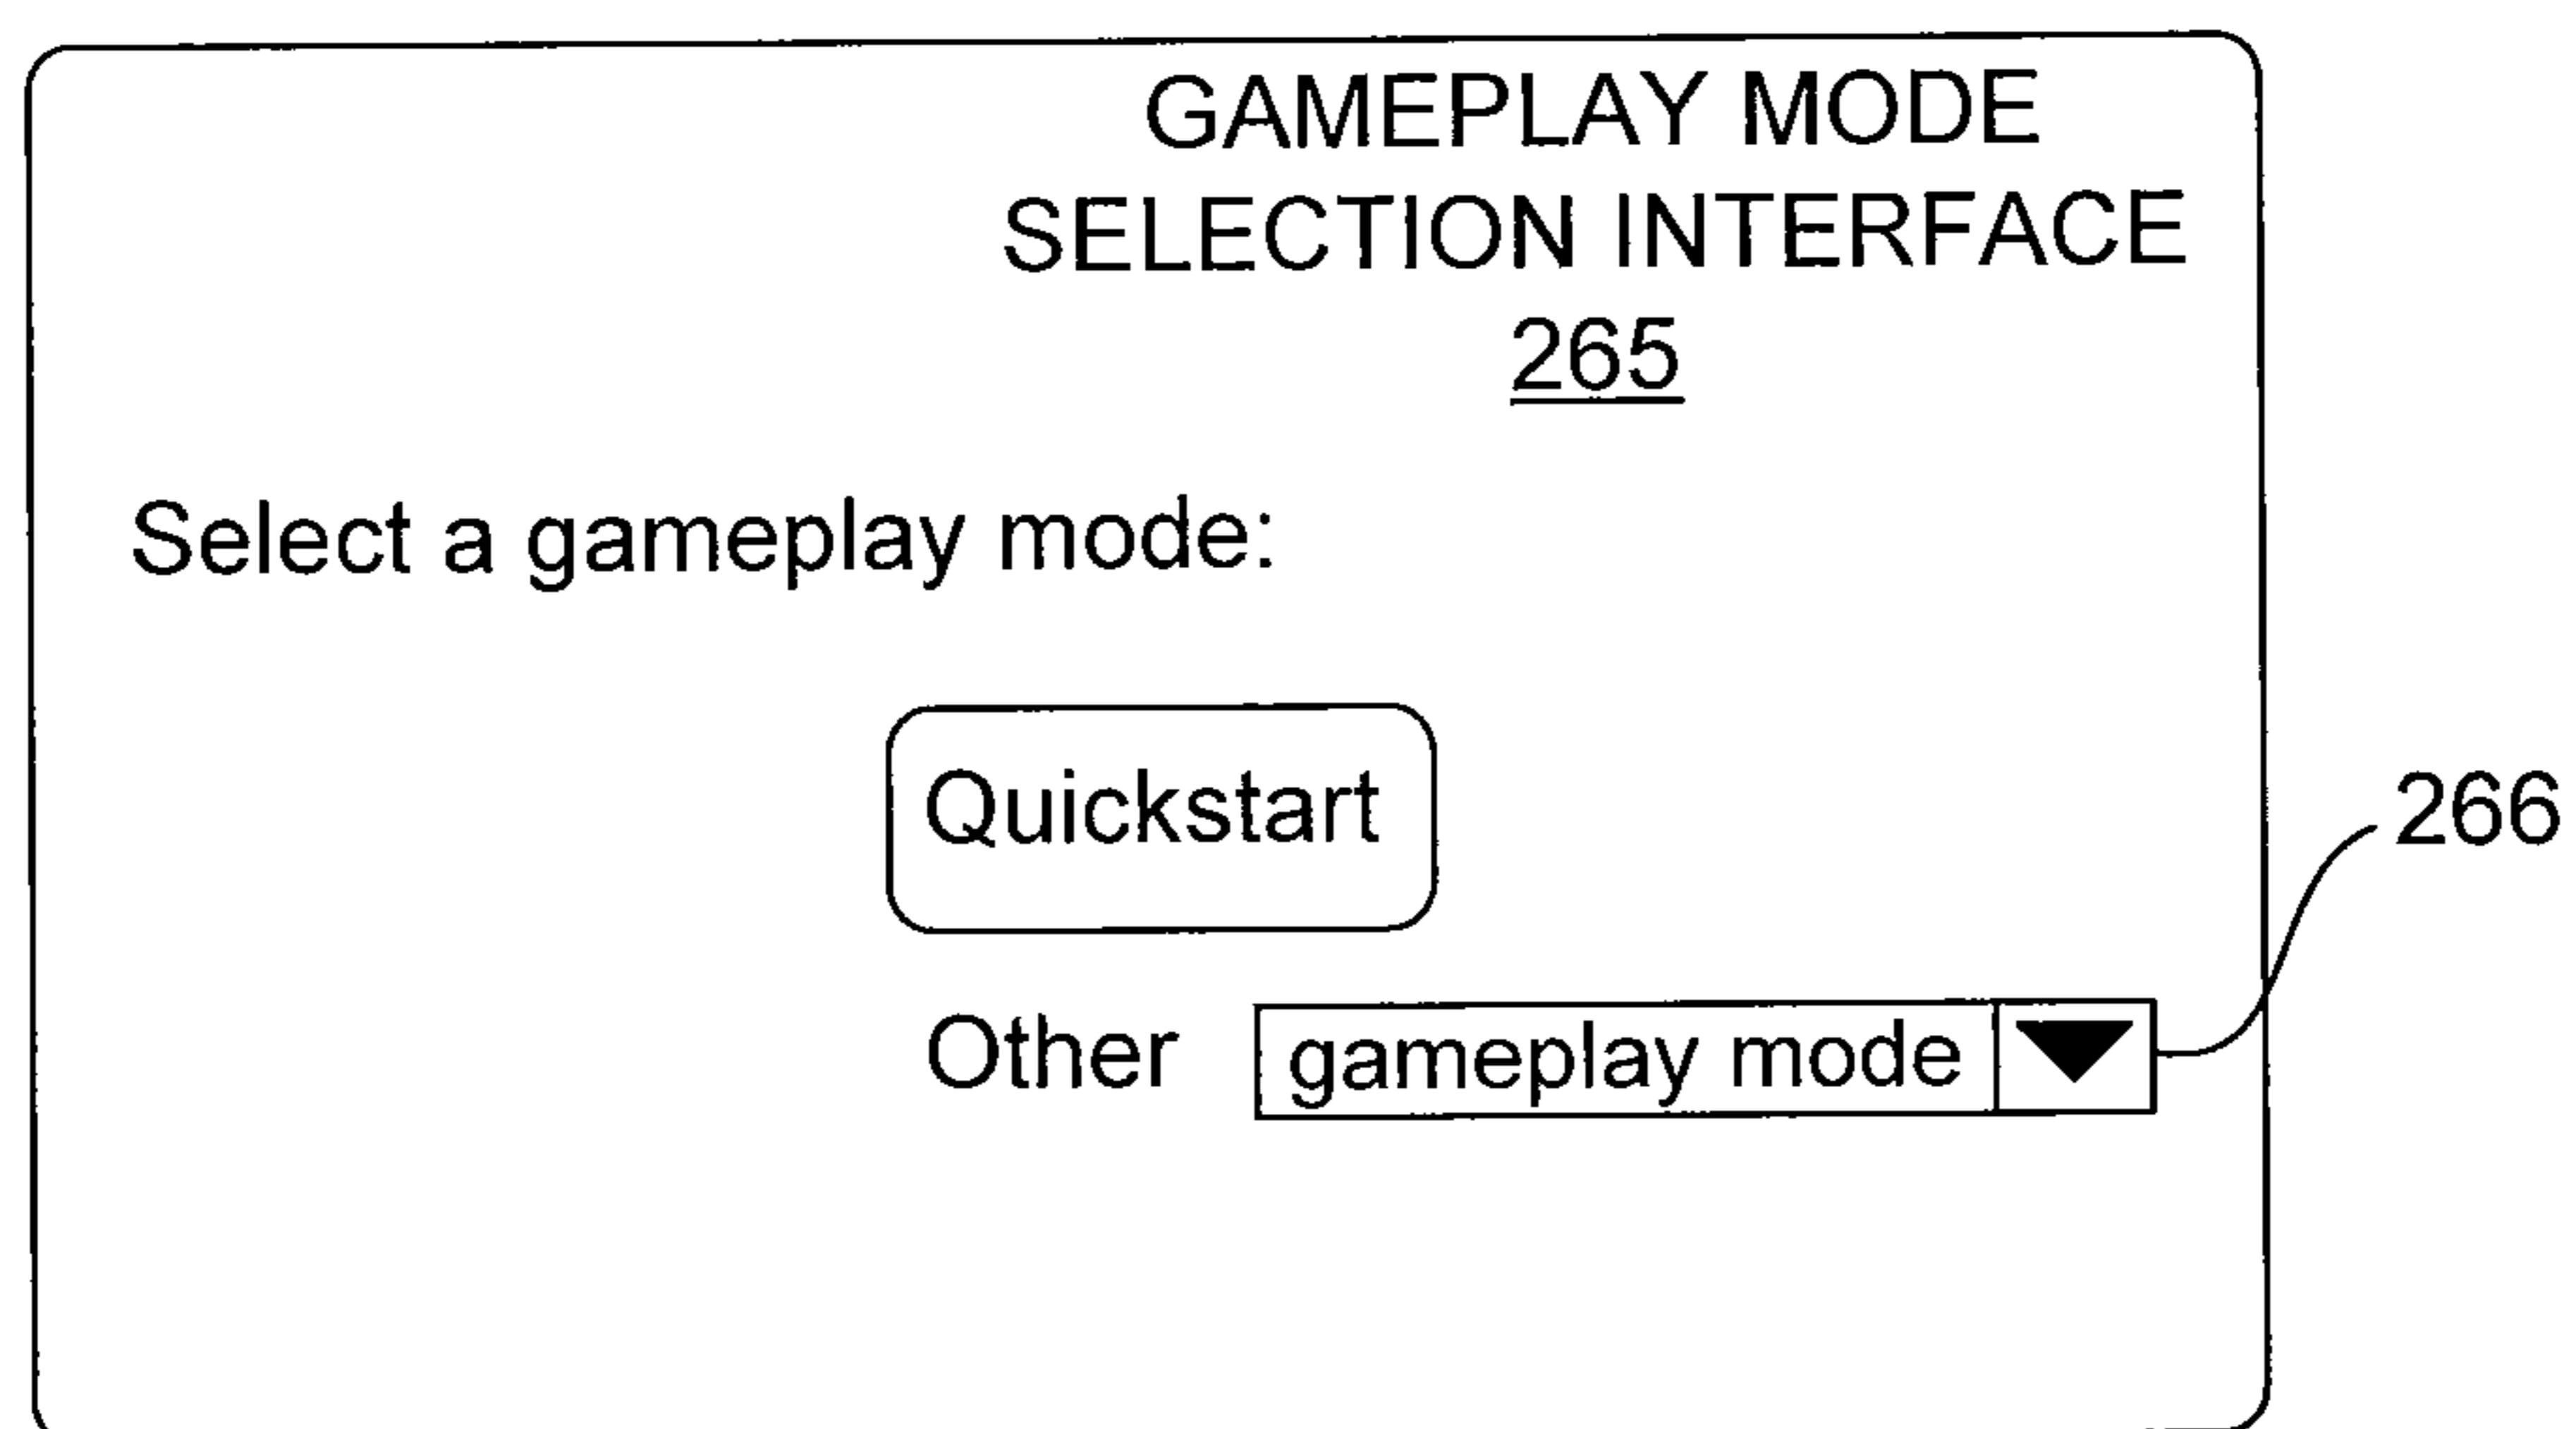 GAMEPLAY MODE
SELECTION INTERFACE
265
Select a gameplay mode:
Quickstart
266
Other gameplay mode